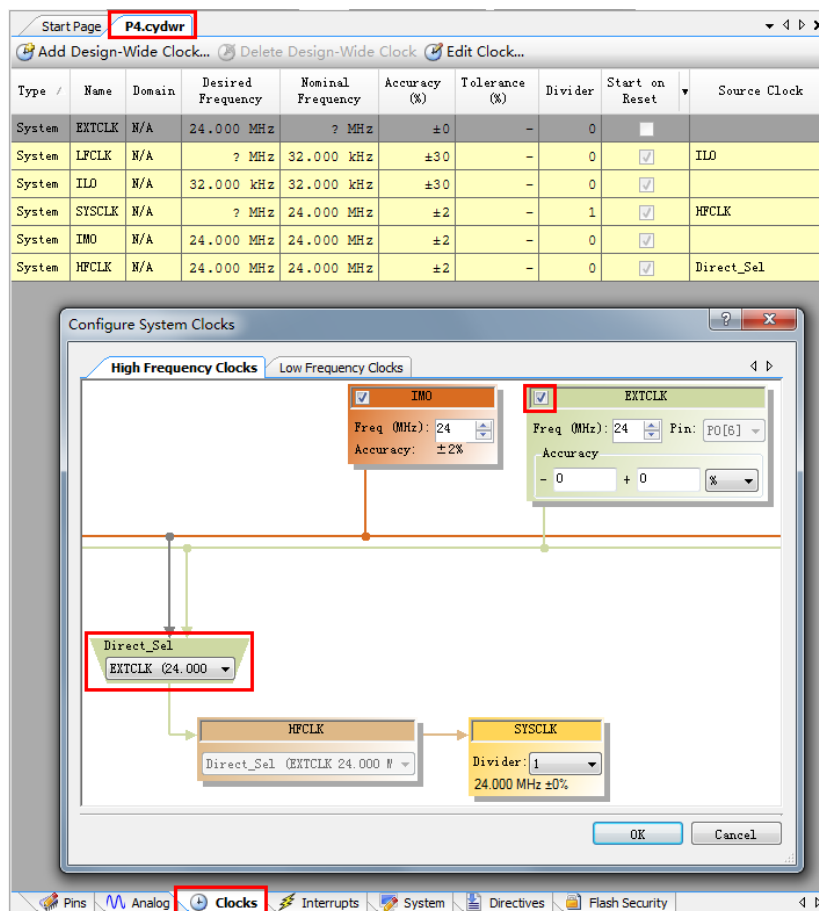 Start Page P4.cydwr
Add Design-Wide Clock... Delete Design-Wide Clock Edit Clock...
Type / Name Domain Desired Frequency Nominal Frequency Accuracy (%) Tolerance (%) Divider Start on Reset Source Clock
System EXTCLK N/A 24.000 MHz ? MHz ±0 - 0
System LFCLK N/A ? MHz 32.000 kHz ±30 - 0 ILO
System ILO N/A 32.000 kHz 32.000 kHz ±30 - 0
System SYSCLK N/A ? MHz 24.000 MHz ±2 - 1 HFCLK
System IMO N/A 24.000 MHz 24.000 MHz ±2 - 0
System HFCLK N/A 24.000 MHz 24.000 MHz ±2 - 0 Direct_Sel
Configure System Clocks
High Frequency Clocks Low Frequency Clocks
IMO EXTCLK
Freq (MHz): 24 Freq (MHz): 24 Pin: P0[6]
Accuracy: ±2% Accuracy
- 0 + 0 %
Direct_Sel
EXTCLK (24.000
HFCLK SYSCLK
Direct_Sel (EXTCLK 24.000 M Divider: 1
24.000 MHz ±0%
OK Cancel
Pins Analog Clocks Interrupts System Directives Flash Security